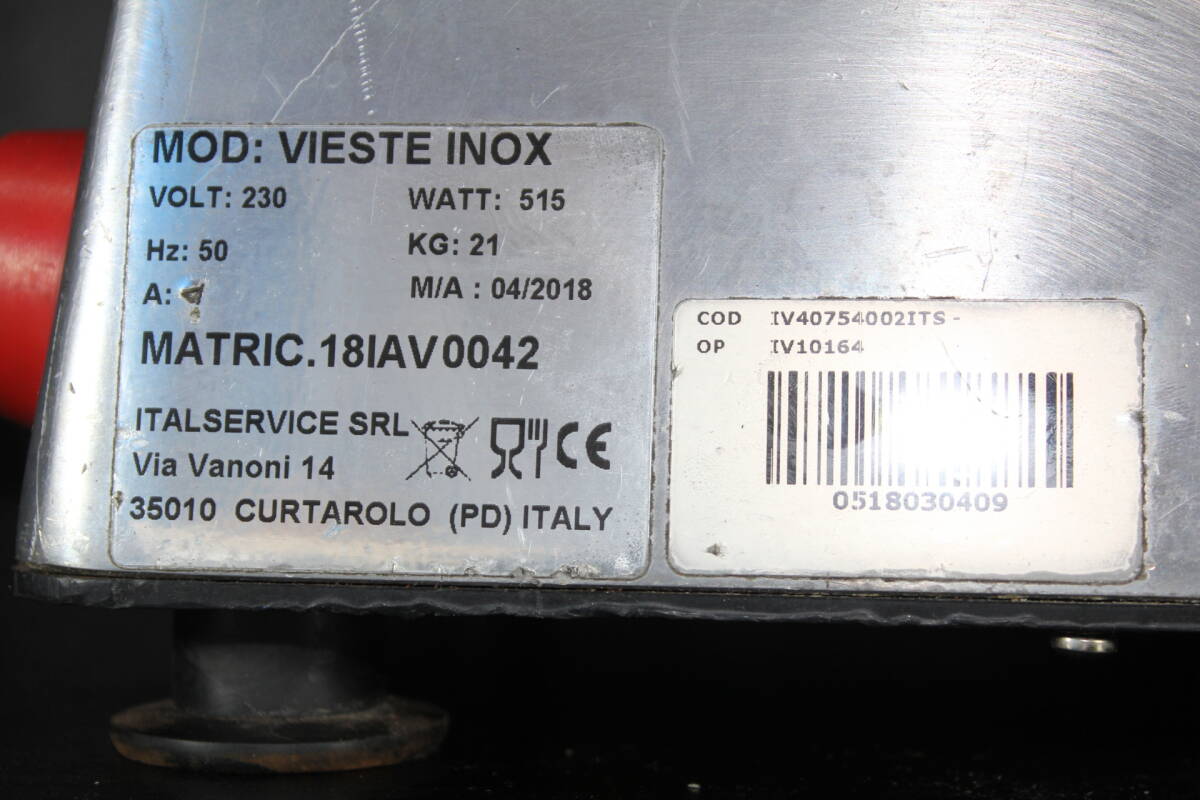 MOD: VIESTE INOX
VOLT: 230 WATT: 515
Hz: 50 KG: 21
A: M/A : 04/2018
MATRIC.18IAV0042
ITALSERVICE SRL
Via Vanoni 14
CE
35010 CURTAROLO (PD) ITALY
COD IV40754002ITS -
OP IV10164
0518030409